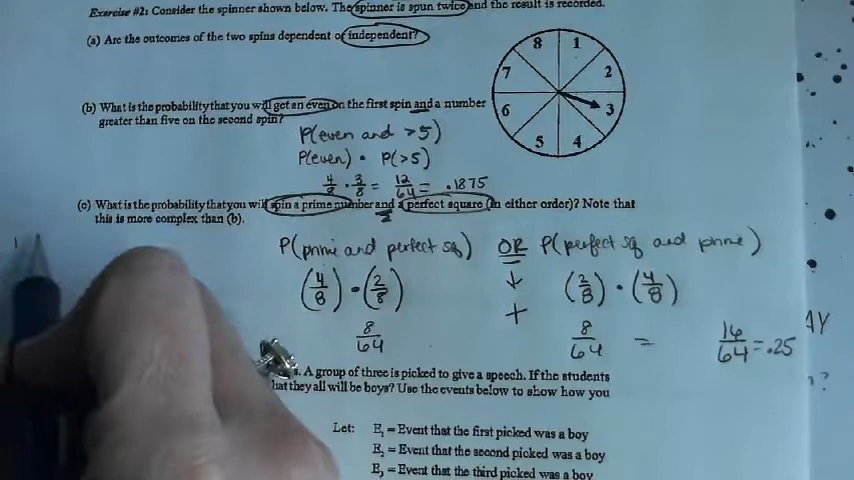 Exercise #2: Consider the spinner shown below. The spinner is spun twice and the result is recorded.
(a) Are the outcomes of the two spins dependent or independent?
8 1
7 2
6 3
5 4
(b) What is the probability that you will get an even on the first spin and a number
greater than five on the second spin?
P(even and >5)
P(even) • P(>5)
4/8 · 3/8 = 12/64 = .1875
(c) What is the probability that you will spin a prime number and a perfect square (in either order)? Note that
this is more complex than (b).
2
P(prime and perfect sq) OR P(perfect sq and prime)
(4/8) • (2/8) ↓ (2/8) • (4/8)
+
8/64 8/64 = 16/64 = .25
AY
?
s. A group of three is picked to give a speech. If the students
hat they all will be boys? Use the events below to show how you
Let: E₁ = Event that the first picked was a boy
E₂ = Event that the second picked was a boy
E₃ = Event that the third picked was a boy